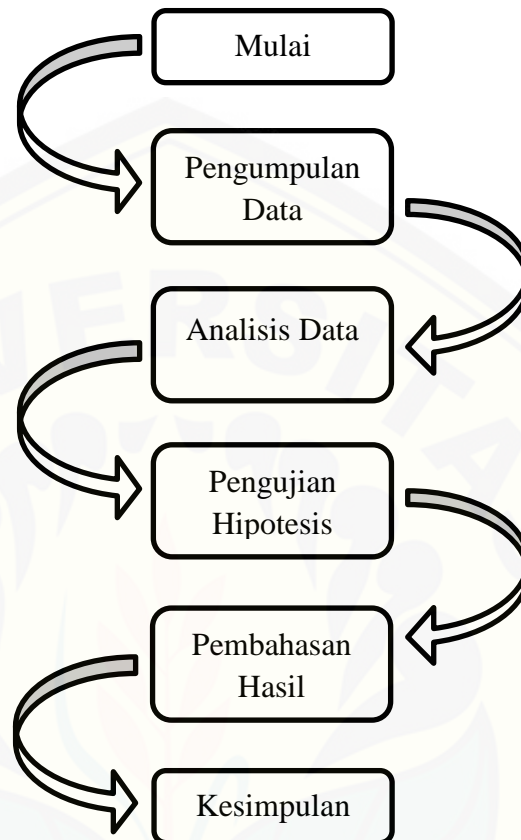 Mulai
Pengumpulan
Data
Analisis Data
Pengujian
Hipotesis
Pembahasan
Hasil
Kesimpulan